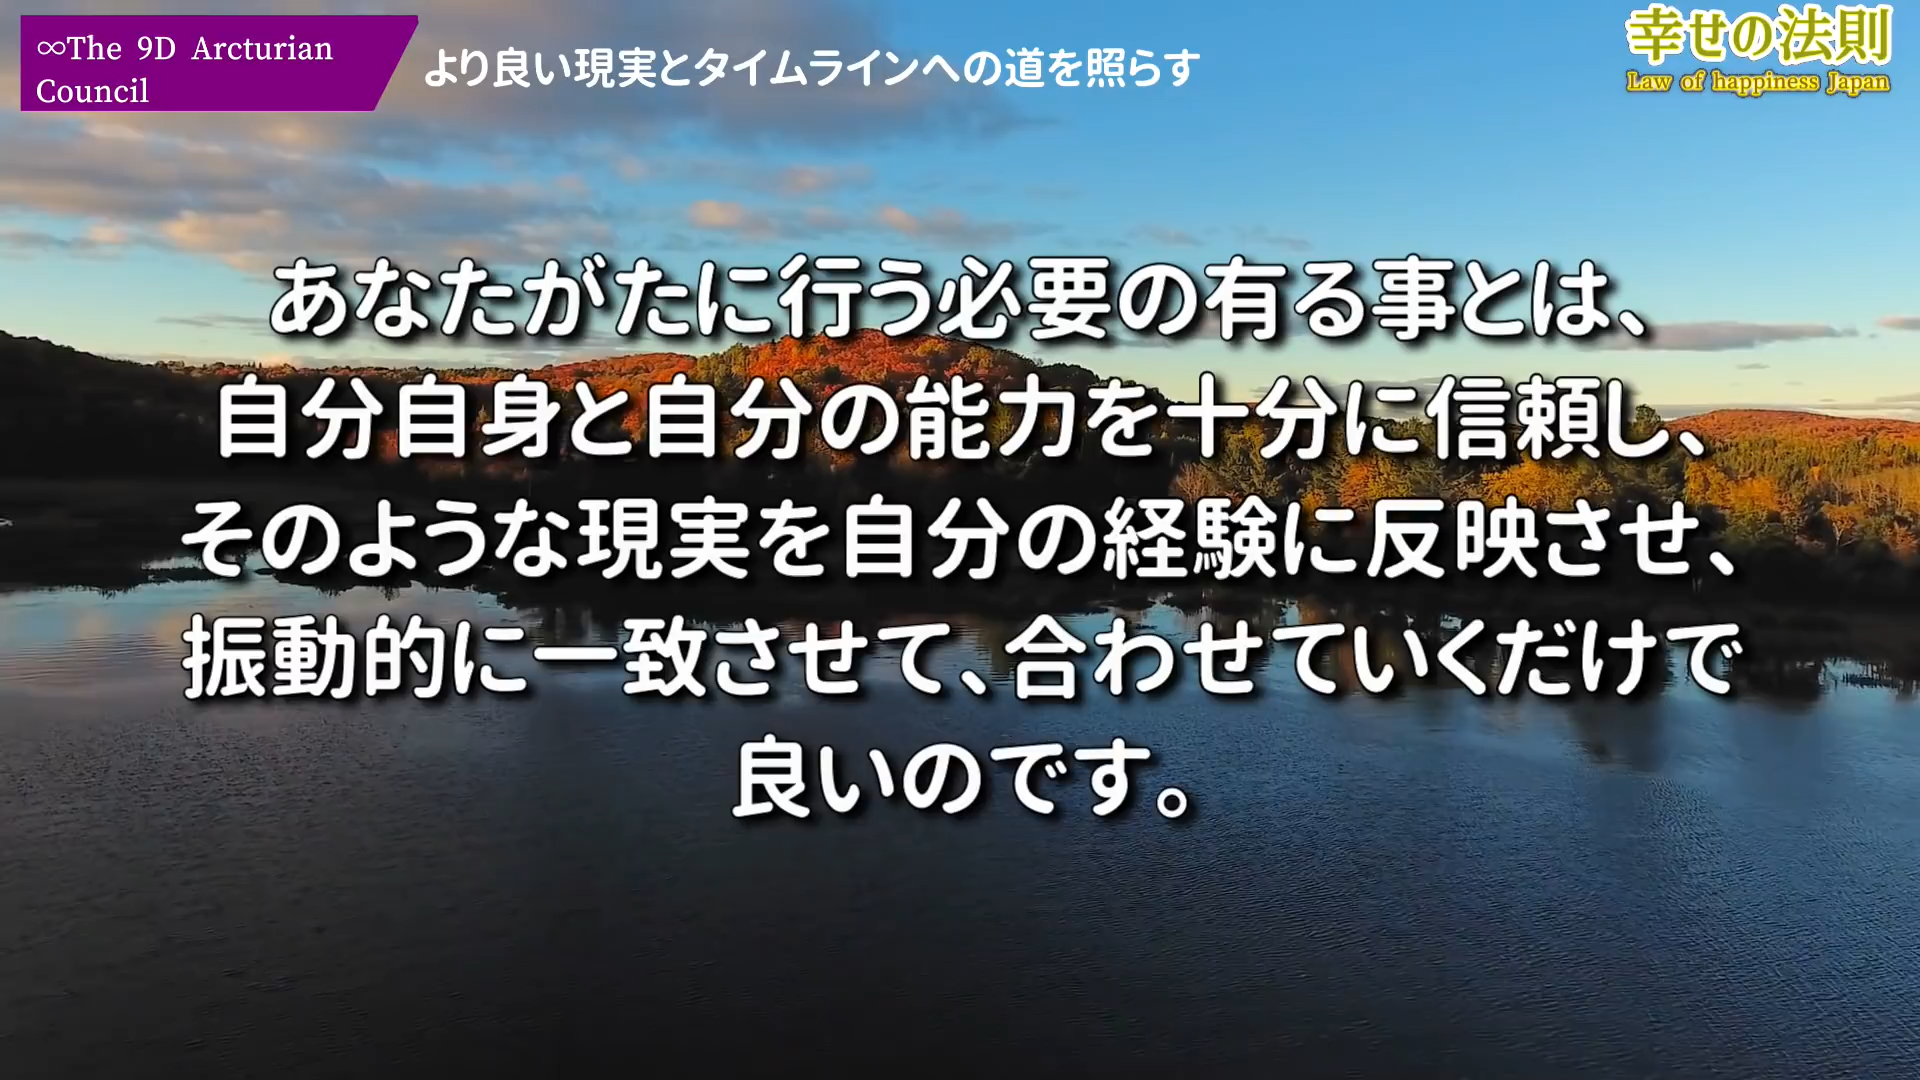 ∞The 9D Arcturian
Council
より良い現実とタイムラインへの道を照らす
幸せの法則
Law of happiness Japan
あなたがたに行う必要の有る事とは、
自分自身と自分の能力を十分に信頼し、
そのような現実を自分の経験に反映させ、
振動的に一致させて、合わせていくだけで
良いのです。